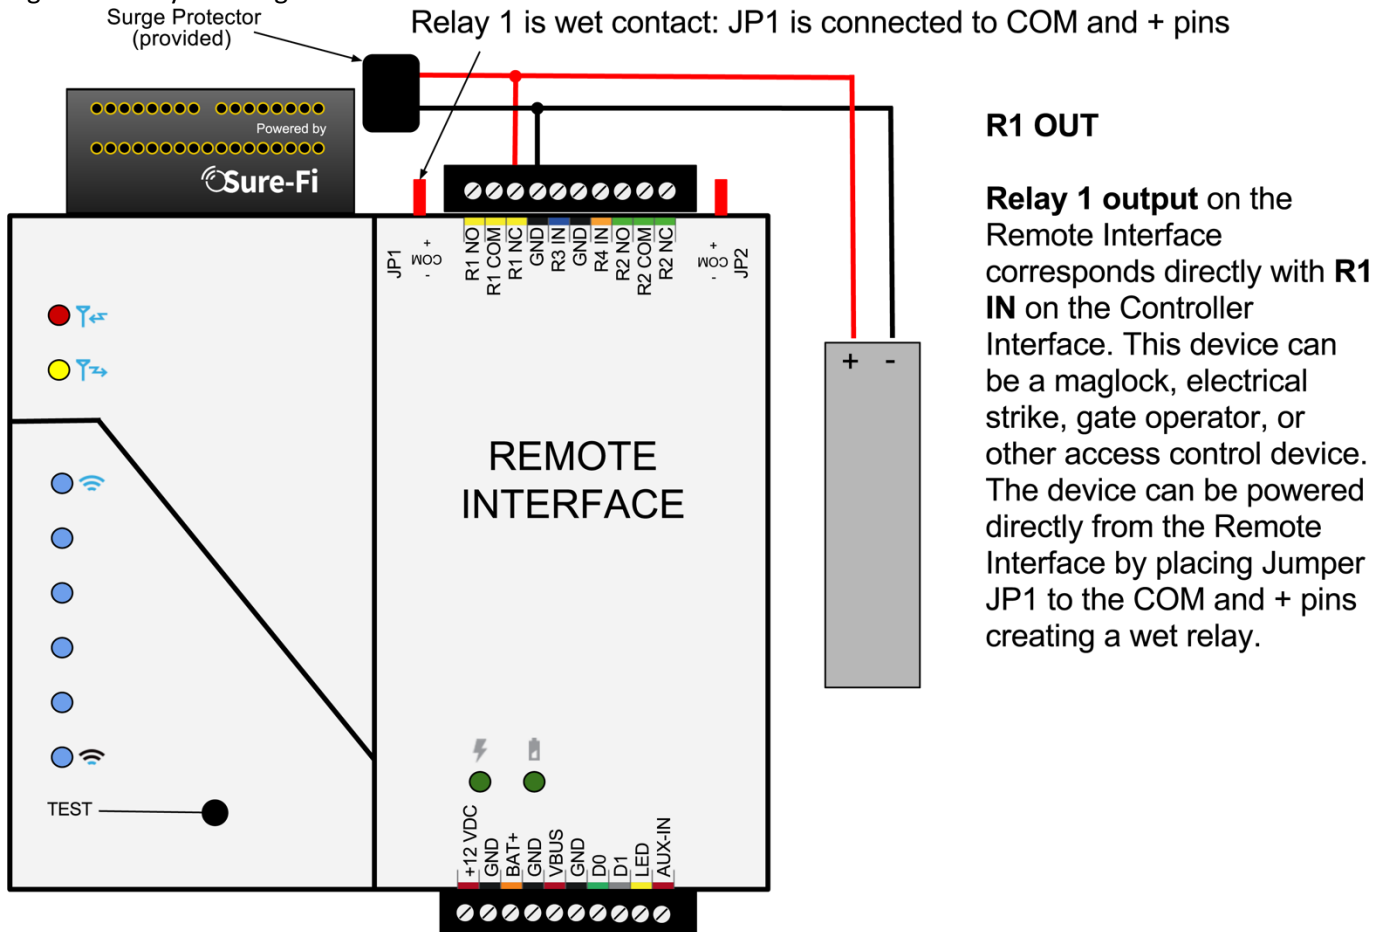 Surge Protector
(provided)
Relay 1 is wet contact: JP1 is connected to COM and + pins
Powered by
Sure-Fi
JP1
+
COM
-
R1 NO
R1 COM
R1 NC
GND
R3 IN
GND
R4 IN
R2 NO
R2 COM
R2 NC
+
COM
-
JP2
REMOTE
INTERFACE
+ -
TEST
+12 VDC
GND
BAT+
GND
VBUS
GND
D0
D1
LED
AUX-IN
R1 OUT
Relay 1 output on the
Remote Interface
corresponds directly with R1
IN on the Controller
Interface. This device can
be a maglock, electrical
strike, gate operator, or
other access control device.
The device can be powered
directly from the Remote
Interface by placing Jumper
JP1 to the COM and + pins
creating a wet relay.